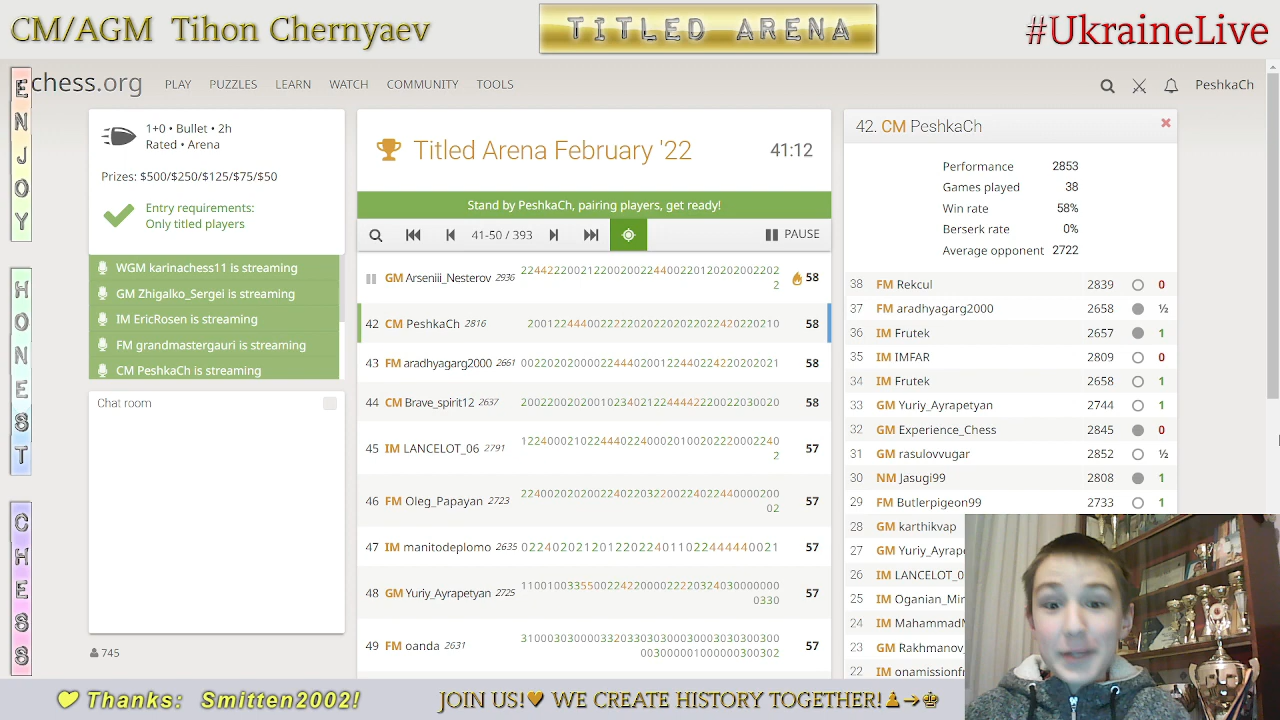 CM/AGM Tihon Chernyaev
TITLED ARENA
#UkraineLive
ENJOY
HONEST
CHESS
chess.org
PLAY
PUZZLES
LEARN
WATCH
COMMUNITY
TOOLS
PeshkaCh
1+0 • Bullet • 2h
Rated • Arena
Prizes: $500/$250/$125/$75/$50
Entry requirements:
Only titled players
WGM karinachess11 is streaming
GM Zhigalko_Sergei is streaming
IM EricRosen is streaming
FM grandmastergauri is streaming
CM PeshkaCh is streaming
Chat room
745
Titled Arena February '22
41:12
Stand by PeshkaCh, pairing players, get ready!
41-50 / 393
PAUSE
GM Arseniii_Nesterov 2936
58
42 CM PeshkaCh 2816
58
43 FM aradhyagarg2000 2661
58
44 CM Brave_spirit12 2637
58
45 IM LANCELOT_06 2791
57
46 FM Oleg_Papayan 2723
57
47 IM manitodeplomo 2635
57
48 GM Yuriy_Ayrapetyan 2725
57
49 FM oanda 2631
57
42. CM PeshkaCh
Performance 2853
Games played 38
Win rate 58%
Berserk rate 0%
Average opponent 2722
38 FM Rekcul 2839 0
37 FM aradhyagarg2000 2658 ½
36 IM Frutek 2657 1
35 IM IMFAR 2809 0
34 IM Frutek 2658 1
33 GM Yuriy_Ayrapetyan 2744 1
32 GM Experience_Chess 2845 0
31 GM rasulovvugar 2852 ½
30 NM Jasugi99 2808 1
29 FM Butlerpigeon99 2733 1
28 GM karthikvap
27 GM Yuriy_Ayrape
26 IM LANCELOT_0
25 IM Oganian_Mir
24 IM MahammadM
23 GM Rakhmanov_
22 IM onamissionf
Thanks: Smitten2002!
JOIN US! WE CREATE HISTORY TOGETHER!